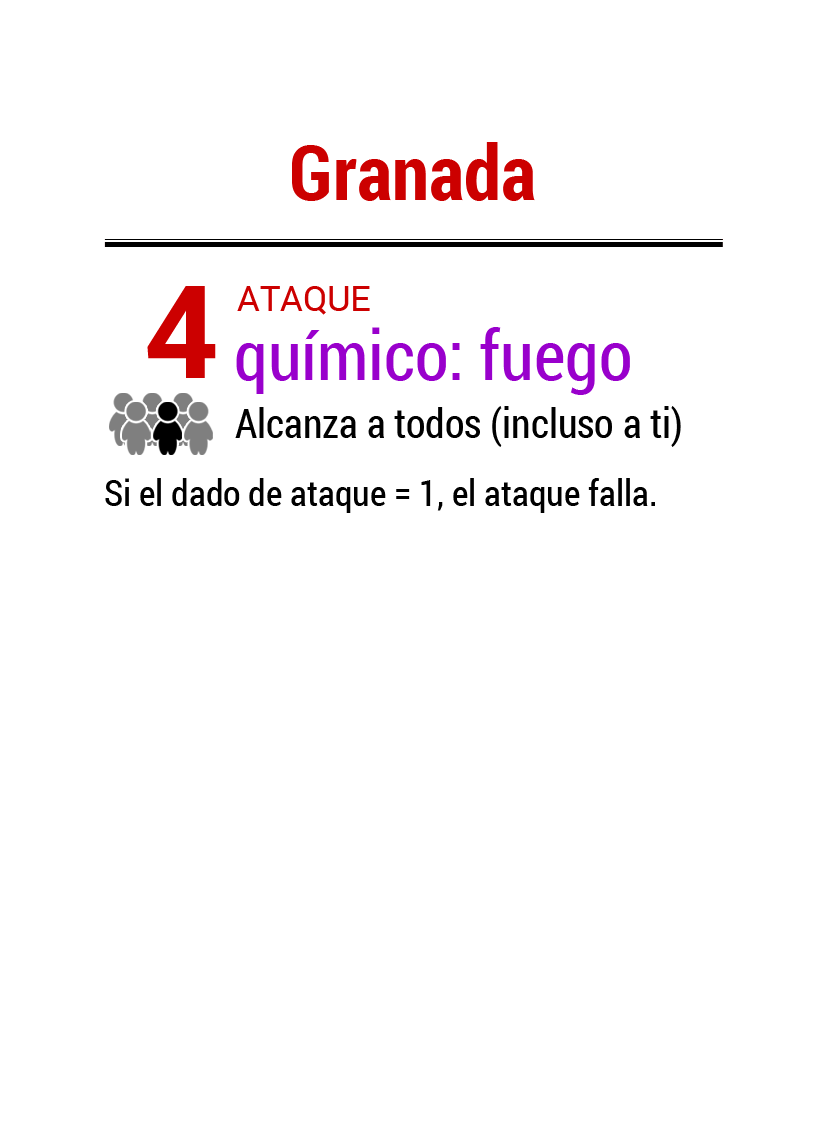 Granada
4 ATAQUE
químico: fuego
Alcanza a todos (incluso a ti)
Si el dado de ataque = 1, el ataque falla.